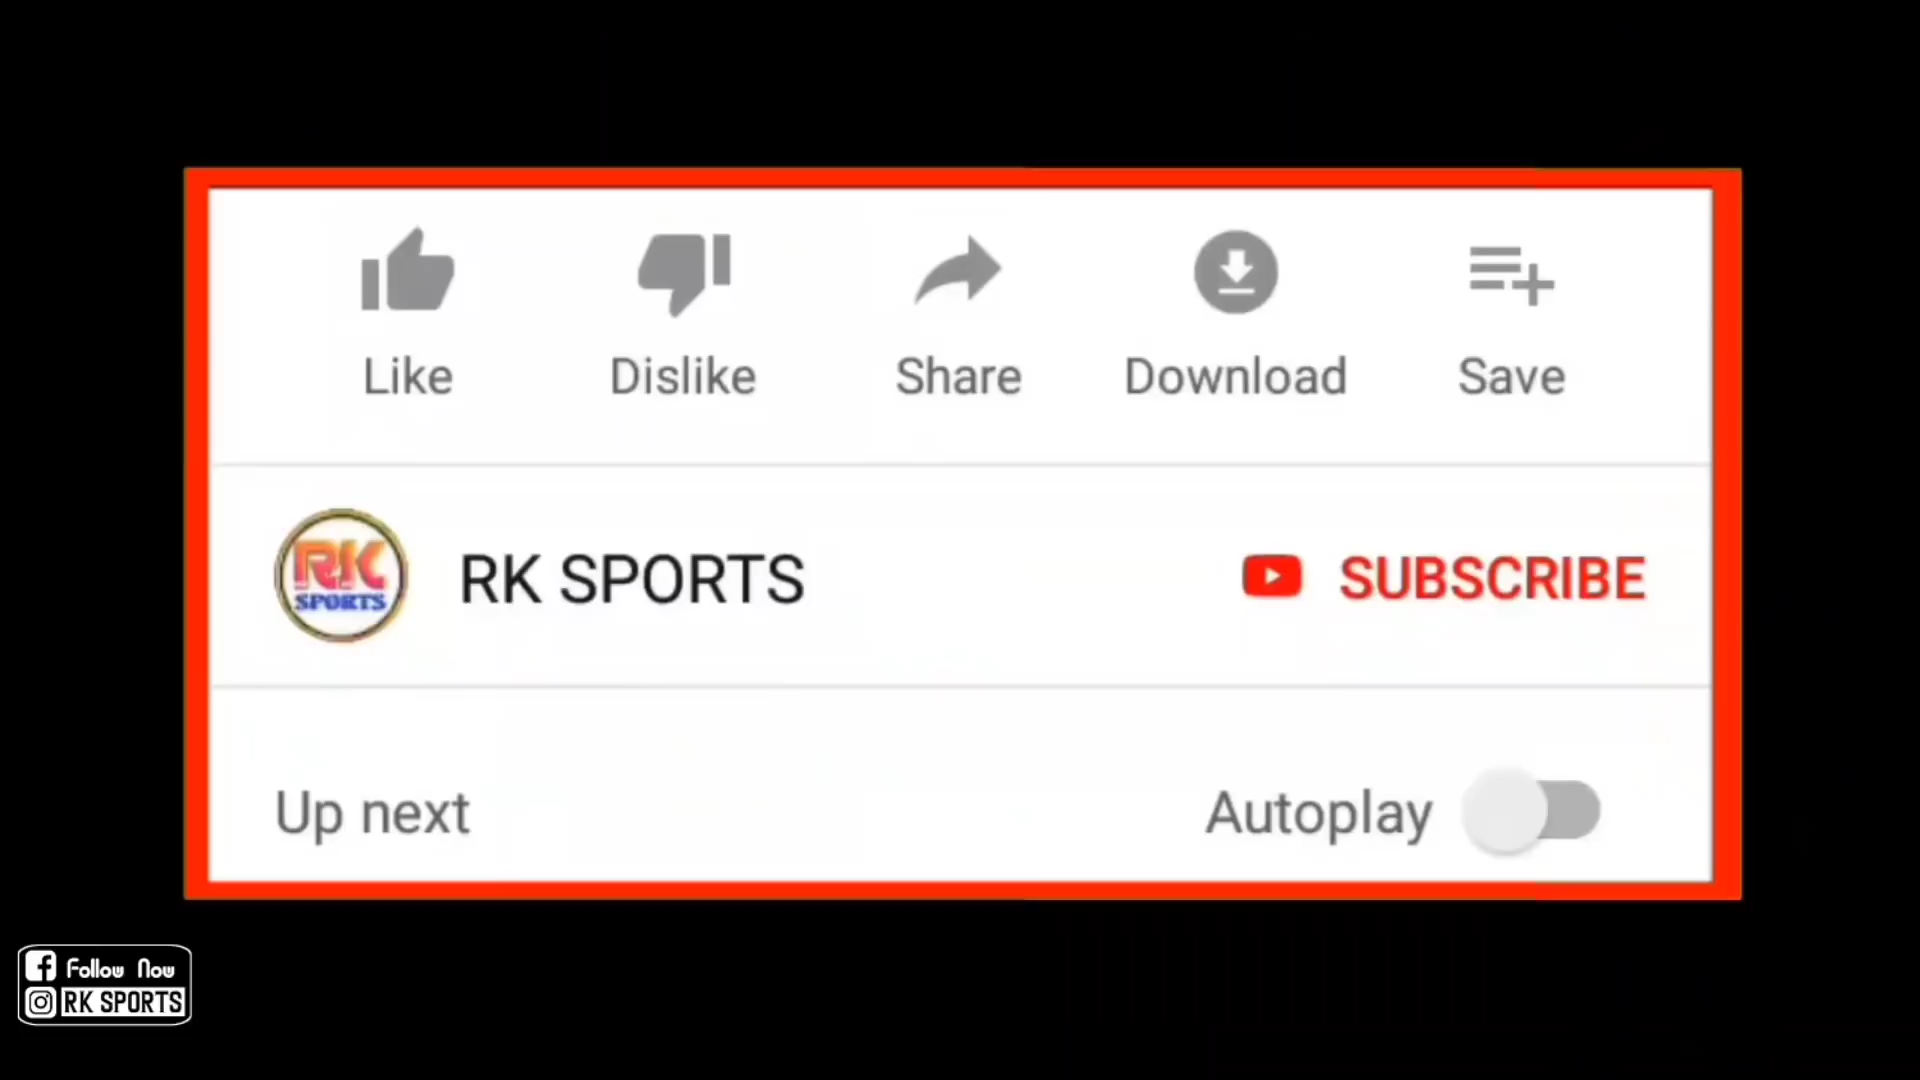 Like Dislike Share Download Save
RK SPORTS
RK SPORTS SUBSCRIBE
Up next Autoplay
Follow Now
RK SPORTS